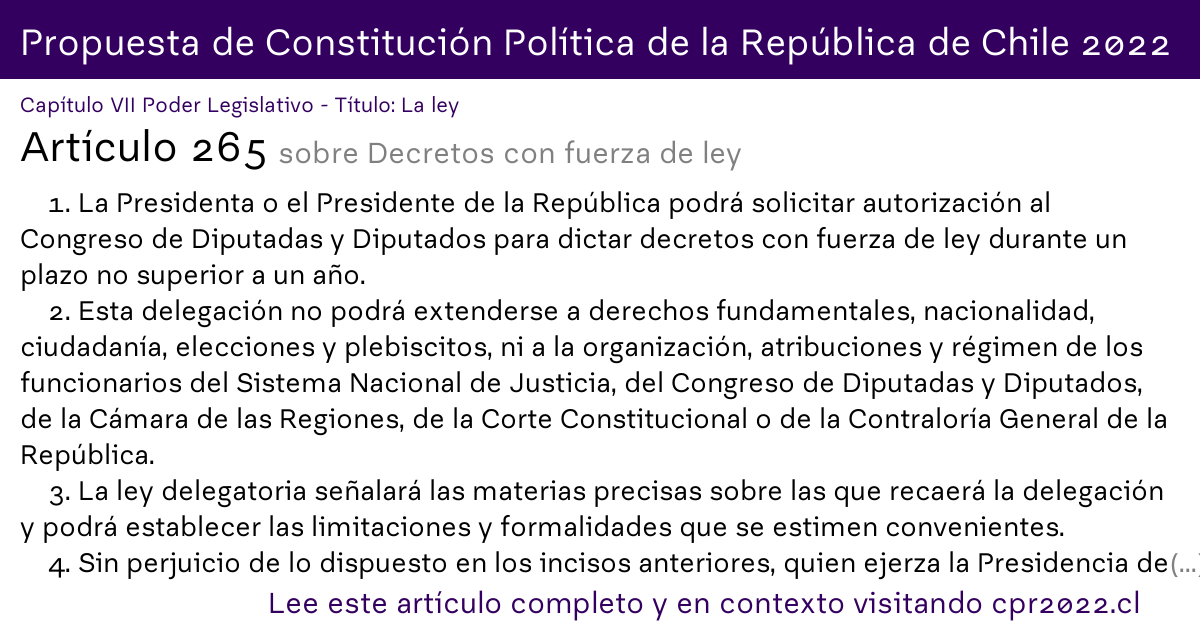 Propuesta de Constitución Política de la República de Chile 2022
Capítulo VII Poder Legislativo - Título: La ley
Artículo 265 sobre Decretos con fuerza de ley
1. La Presidenta o el Presidente de la República podrá solicitar autorización al
Congreso de Diputadas y Diputados para dictar decretos con fuerza de ley durante un
plazo no superior a un año.
2. Esta delegación no podrá extenderse a derechos fundamentales, nacionalidad,
ciudadanía, elecciones y plebiscitos, ni a la organización, atribuciones y régimen de los
funcionarios del Sistema Nacional de Justicia, del Congreso de Diputadas y Diputados,
de la Cámara de las Regiones, de la Corte Constitucional o de la Contraloría General de la
República.
3. La ley delegatoria señalará las materias precisas sobre las que recaerá la delegación
y podrá establecer las limitaciones y formalidades que se estimen convenientes.
4. Sin perjuicio de lo dispuesto en los incisos anteriores, quien ejerza la Presidencia de(...)
Lee este artículo completo y en contexto visitando cpr2022.cl